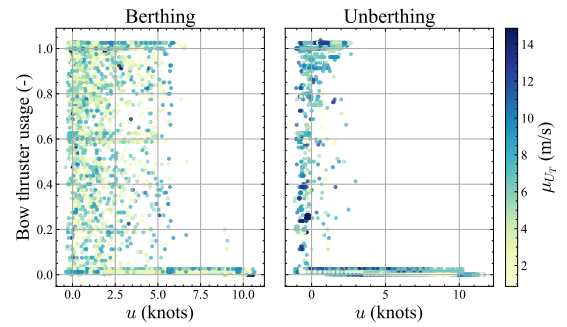 Berthing
Unberthing
Bow thruster usage (-)
1.0
0.8
0.6
0.4
0.2
0.0
0.0 2.5 5.0 7.5 10.0
0 5 10
u (knots)
u (knots)
14
12
10
8
6
4
2
μ_{U_T} (m/s)